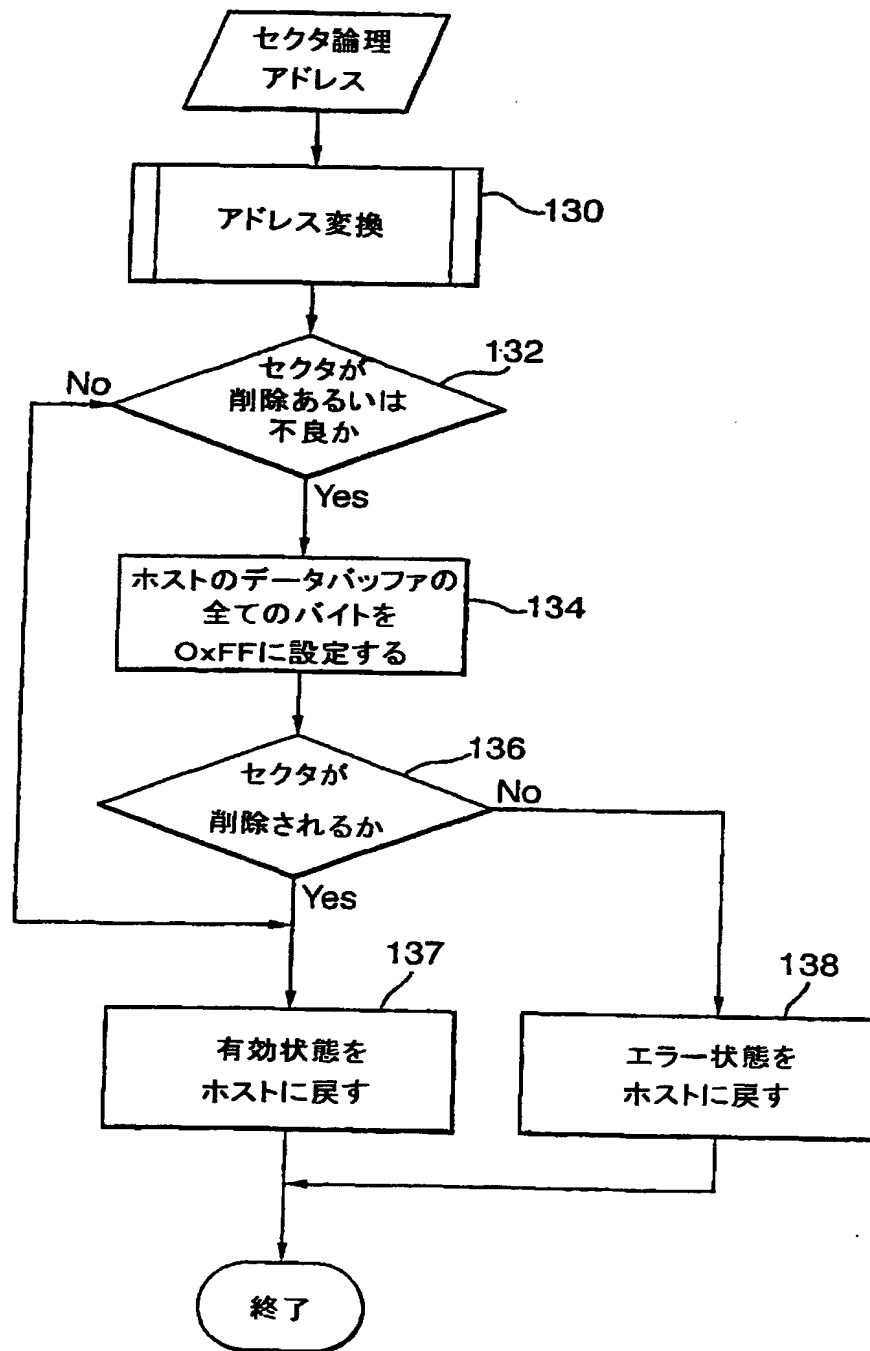 セクタ論理
アドレス
アドレス変換
130
セクタが
削除あるいは
不良か
132
No
Yes
ホストのデータバッファの
全てのバイトを
0xFFに設定する
134
セクタが
削除されるか
136
No
Yes
137
有効状態を
ホストに戻す
138
エラー状態を
ホストに戻す
終了